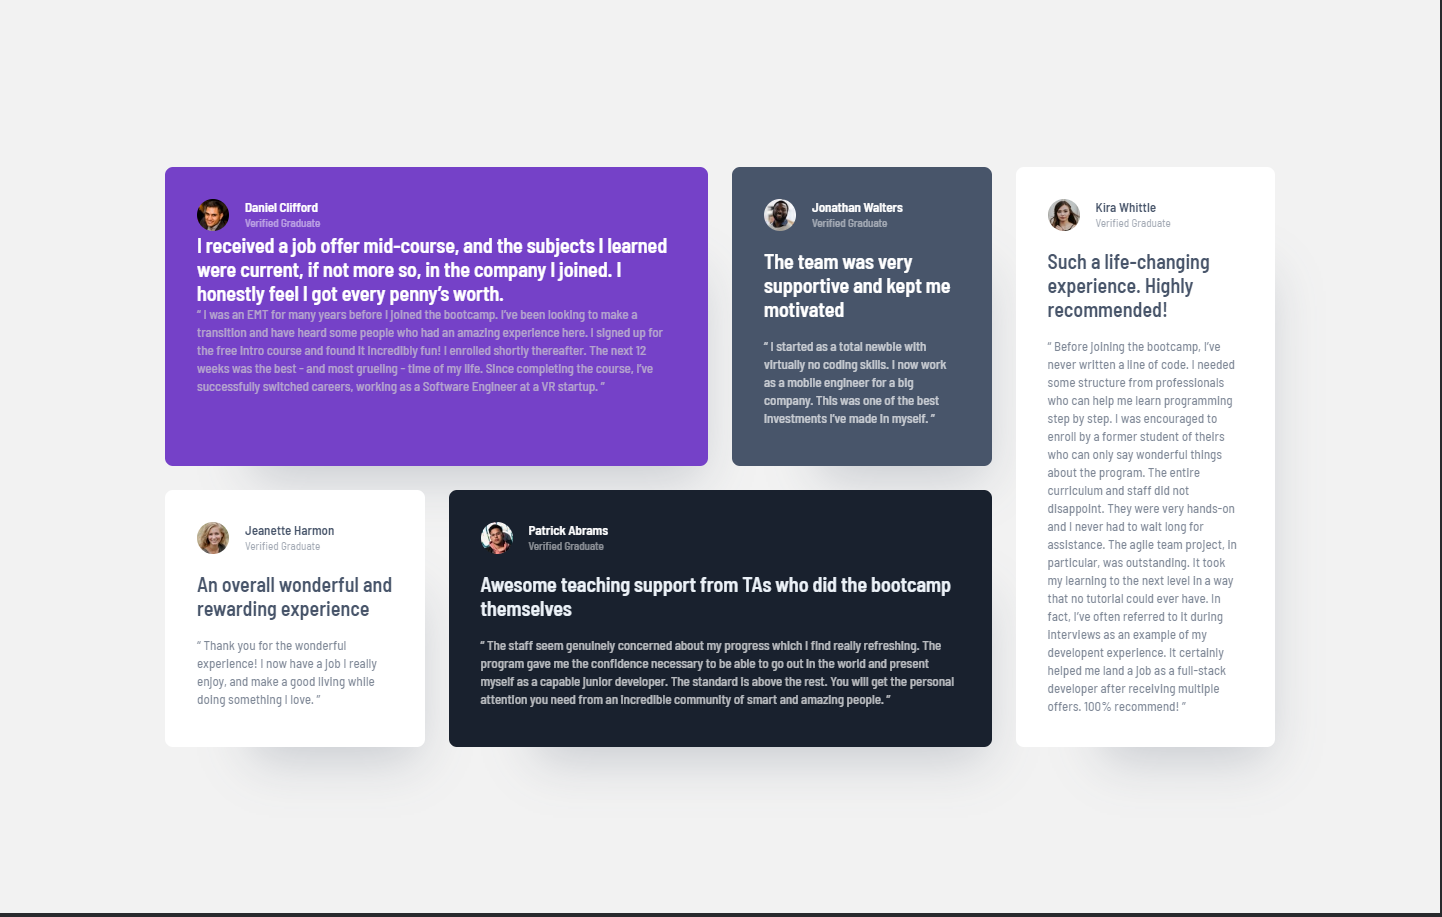 Daniel Clifford
Verified Graduate
I received a job offer mid-course, and the subjects I learned
were current, if not more so, in the company I joined. I
honestly feel I got every penny’s worth.
“ I was an EMT for many years before I joined the bootcamp. I’ve been looking to make a
transition and have heard some people who had an amazing experience here. I signed up for
the free intro course and found it incredibly fun! I enrolled shortly thereafter. The next 12
weeks was the best - and most grueling - time of my life. Since completing the course, I’ve
successfully switched careers, working as a Software Engineer at a VR startup. ”
Jonathan Walters
Verified Graduate
The team was very
supportive and kept me
motivated
“ I started as a total newbie with
virtually no coding skills. I now work
as a mobile engineer for a big
company. This was one of the best
investments I’ve made in myself. ”
Kira Whittle
Verified Graduate
Such a life-changing
experience. Highly
recommended!
“ Before joining the bootcamp, I’ve
never written a line of code. I needed
some structure from professionals
who can help me learn programming
step by step. I was encouraged to
enroll by a former student of theirs
who can only say wonderful things
about the program. The entire
curriculum and staff did not
disappoint. They were very hands-on
and I never had to wait long for
assistance. The agile team project, in
particular, was outstanding. It took
my learning to the next level in a way
that no tutorial could ever have. In
fact, I’ve often referred to it during
interviews as an example of my
developent experience. It certainly
helped me land a job as a full-stack
developer after receiving multiple
offers. 100% recommend! ”
Jeanette Harmon
Verified Graduate
An overall wonderful and
rewarding experience
“ Thank you for the wonderful
experience! I now have a job I really
enjoy, and make a good living while
doing something I love. ”
Patrick Abrams
Verified Graduate
Awesome teaching support from TAs who did the bootcamp
themselves
“ The staff seem genuinely concerned about my progress which I find really refreshing. The
program gave me the confidence necessary to be able to go out in the world and present
myself as a capable junior developer. The standard is above the rest. You will get the personal
attention you need from an incredible community of smart and amazing people. ”